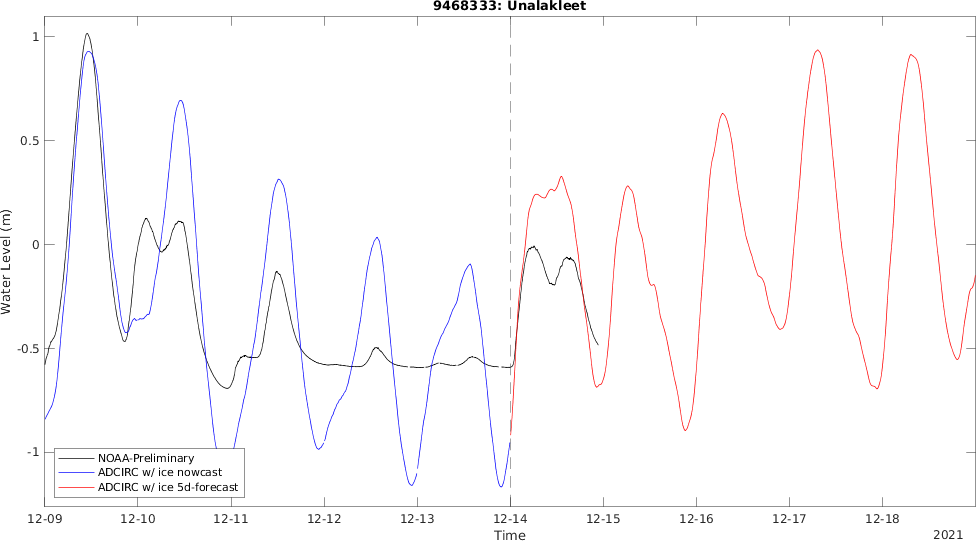 9468333: Unalakleet
Water Level (m)
1
0.5
0
-0.5
-1
NOAA-Preliminary
ADCIRC w/ ice nowcast
ADCIRC w/ ice 5d-forecast
12-09 12-10 12-11 12-12 12-13 12-14 12-15 12-16 12-17 12-18
Time
2021